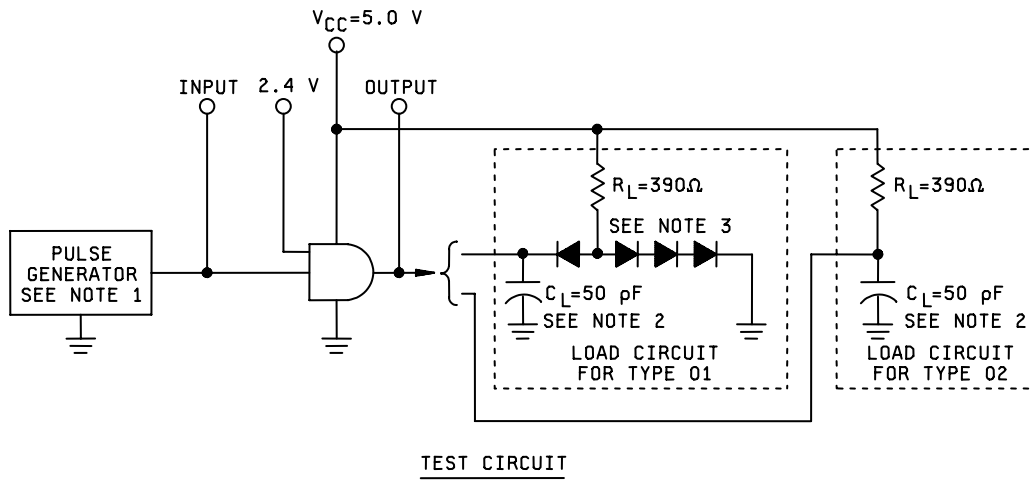 VCC=5.0 V
INPUT 2.4 V OUTPUT
RL=390Ω
RL=390Ω
SEE NOTE 3
PULSE
GENERATOR
SEE NOTE 1
CL=50 pF
SEE NOTE 2
CL=50 pF
SEE NOTE 2
LOAD CIRCUIT
FOR TYPE 01
LOAD CIRCUIT
FOR TYPE 02
TEST CIRCUIT